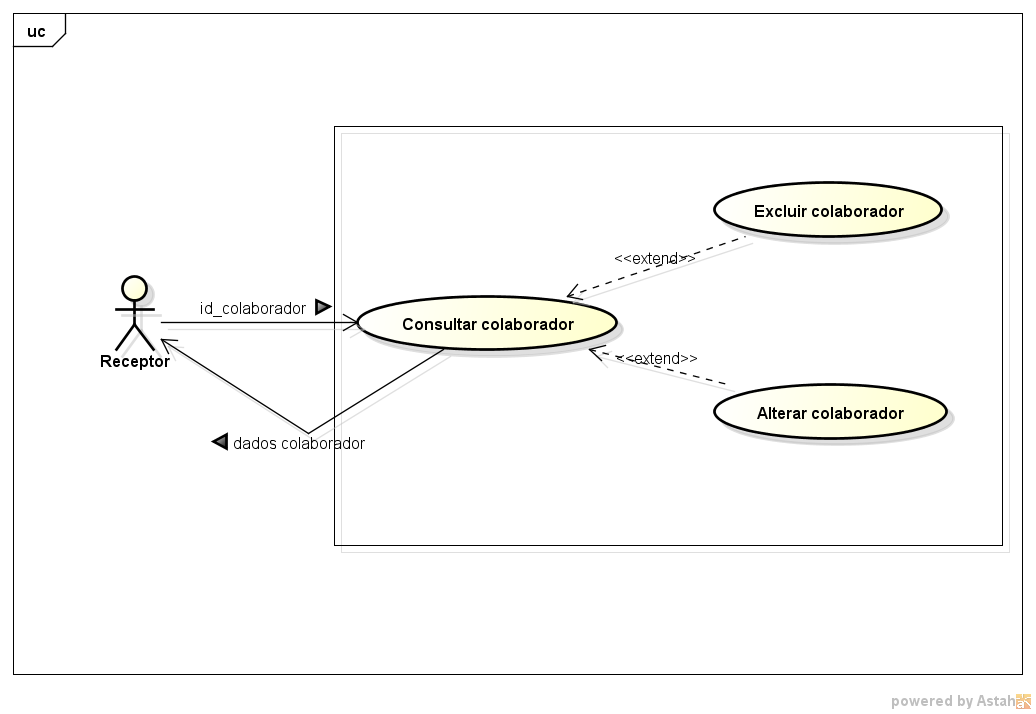 uc
Excluir colaborador
<<extend>>
id_colaborador
Consultar colaborador
Receptor
<<extend>>
Alterar colaborador
dados colaborador
powered by Astah